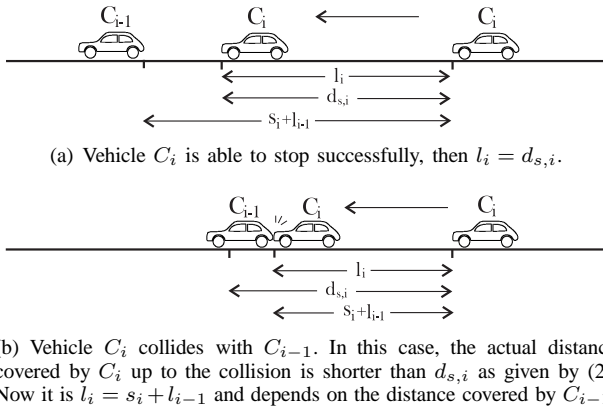 C_{i-1} C_i C_i
l_i
d_{s,i}
s_i+l_{i-1}
(a) Vehicle C_i is able to stop successfully, then l_i = d_{s,i}.
C_{i-1} C_i C_i
l_i
d_{s,i}
s_i+l_{i-1}
(b) Vehicle C_i collides with C_{i-1}. In this case, the actual distanc
covered by C_i up to the collision is shorter than d_{s,i} as given by (2
Now it is l_i = s_i + l_{i-1} and depends on the distance covered by C_{i-